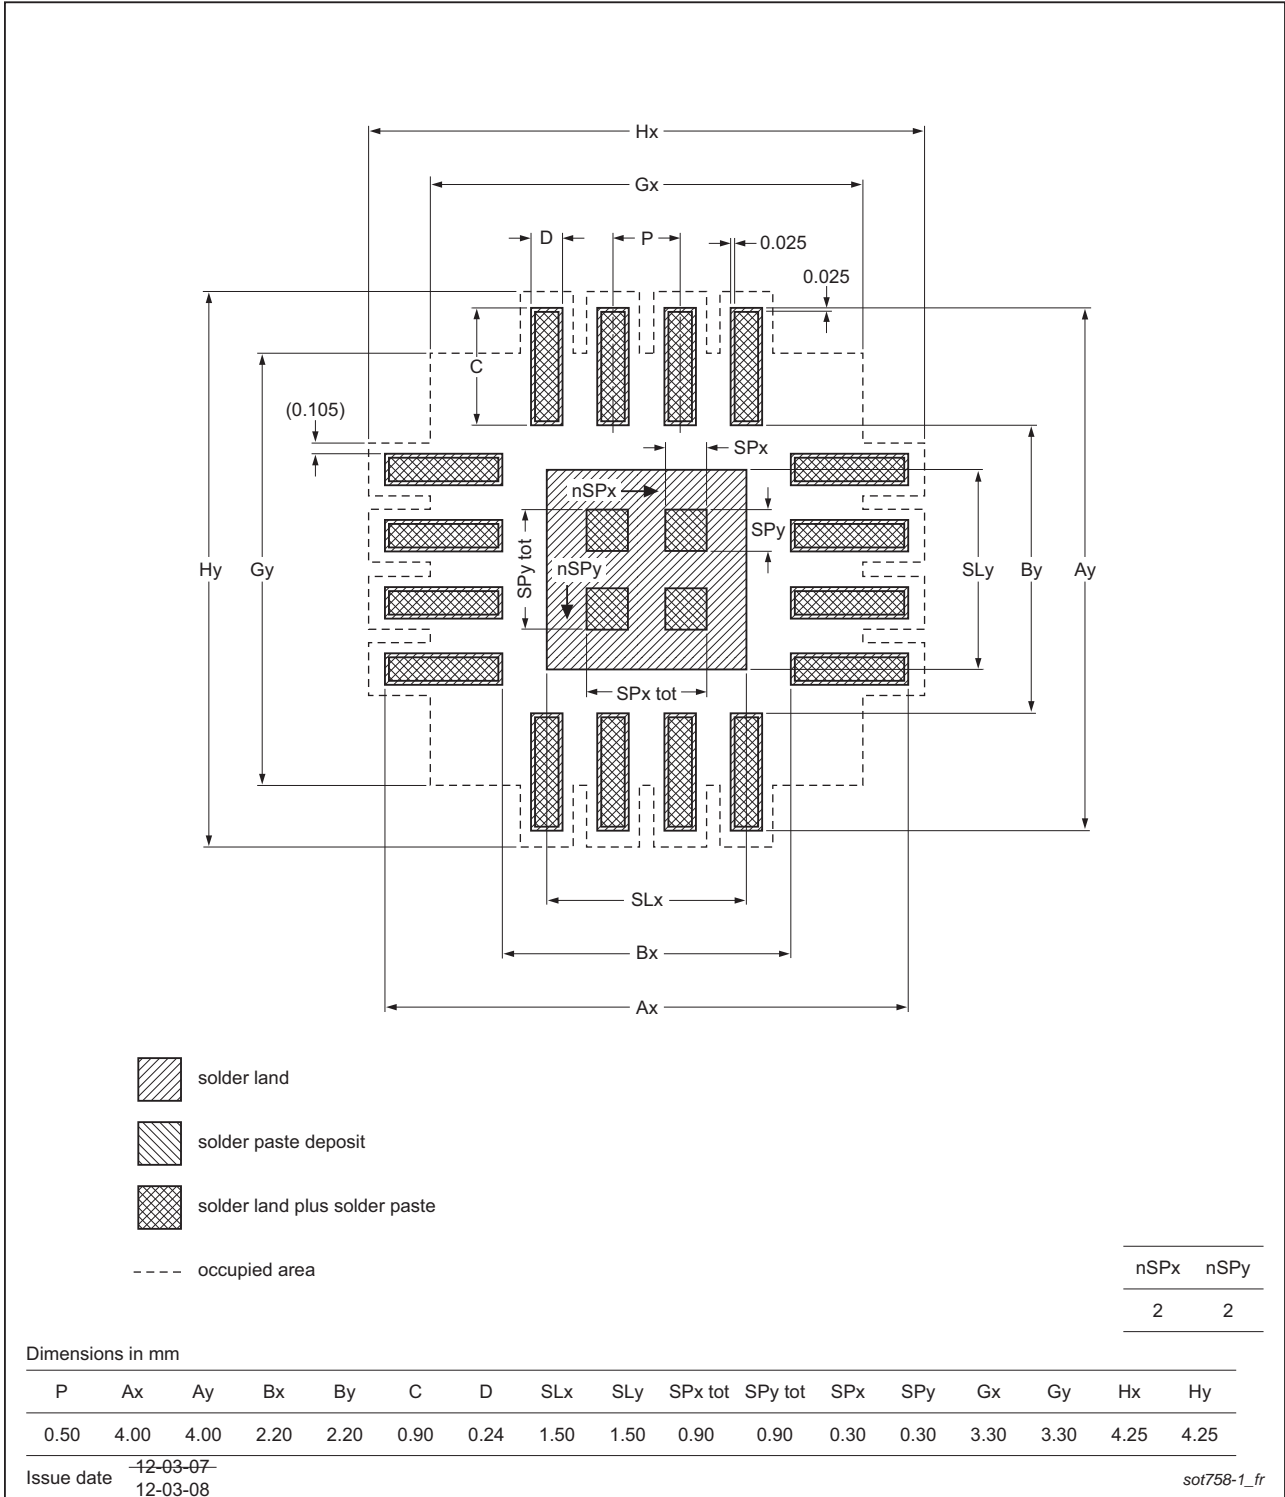 Hx
Gx
D
P
0.025
0.025
C
(0.105)
SPx
nSPx
SPy
SPy tot
nSPy
Hy
Gy
SLy
By
Ay
SPx tot
SLx
Bx
Ax
solder land
solder paste deposit
solder land plus solder paste
occupied area
nSPx nSPy
2 2
Dimensions in mm
P Ax Ay Bx By C D SLx SLy SPx tot SPy tot SPx SPy Gx Gy Hx Hy
0.50 4.00 4.00 2.20 2.20 0.90 0.24 1.50 1.50 0.90 0.90 0.30 0.30 3.30 3.30 4.25 4.25
Issue date 12-03-07
12-03-08
sot758-1_fr